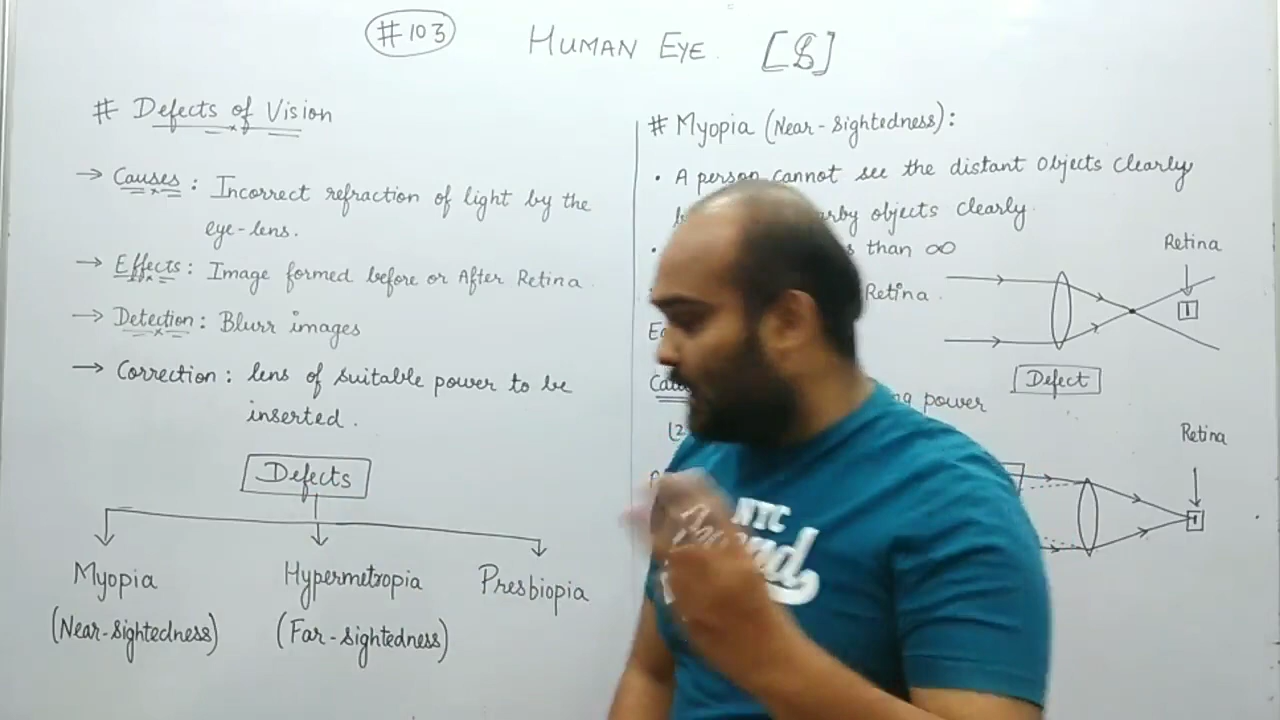 #103
HUMAN EYE. [8]
# Defects of Vision
→ Causes : Incorrect refraction of light by the
eye-lens.
→ Effects : Image formed before or After Retina.
→ Detection : Blurr images
→ Correction : lens of suitable power to be
inserted.
Defects
Myopia
(Near-sightedness)
Hypermetropia
(Far-sightedness)
Presbiopia
# Myopia (Near-Sightedness):
• A person cannot see the distant Objects Clearly
objects clearly.
than ∞
Retina.
power
Retina
Defect
Retina
NYC